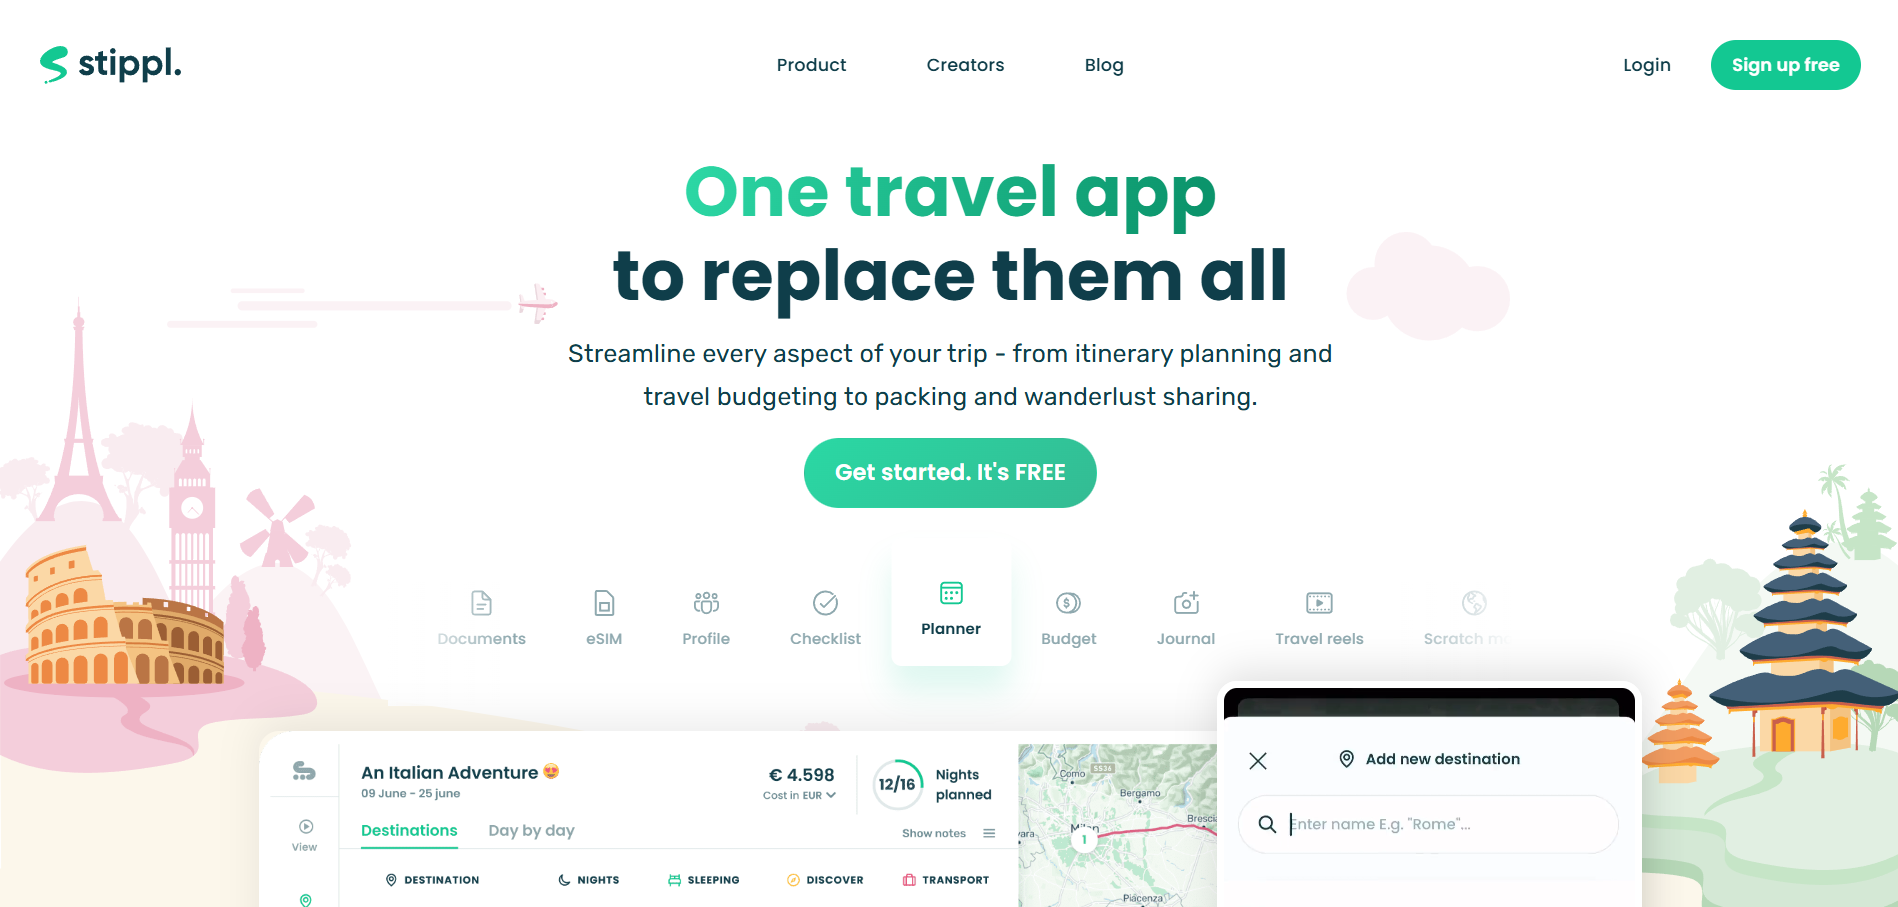 stippl.
Product
Creators
Blog
Login
Sign up free
One travel app
to replace them all
Streamline every aspect of your trip - from itinerary planning and
travel budgeting to packing and wanderlust sharing.
Get started. It's FREE
Documents
eSIM
Profile
Checklist
Planner
Budget
Journal
Travel reels
Scratch
An Italian Adventure 😍
09 June - 25 june
€ 4.598
Cost in EUR
12/16
Nights
planned
Destinations
Day by day
Show notes
View
DESTINATION
NIGHTS
SLEEPING
DISCOVER
TRANSPORT
Como
SS36
Bergamo
Milan
1
Piacenza
Add new destination
Enter name E.g. "Rome"...